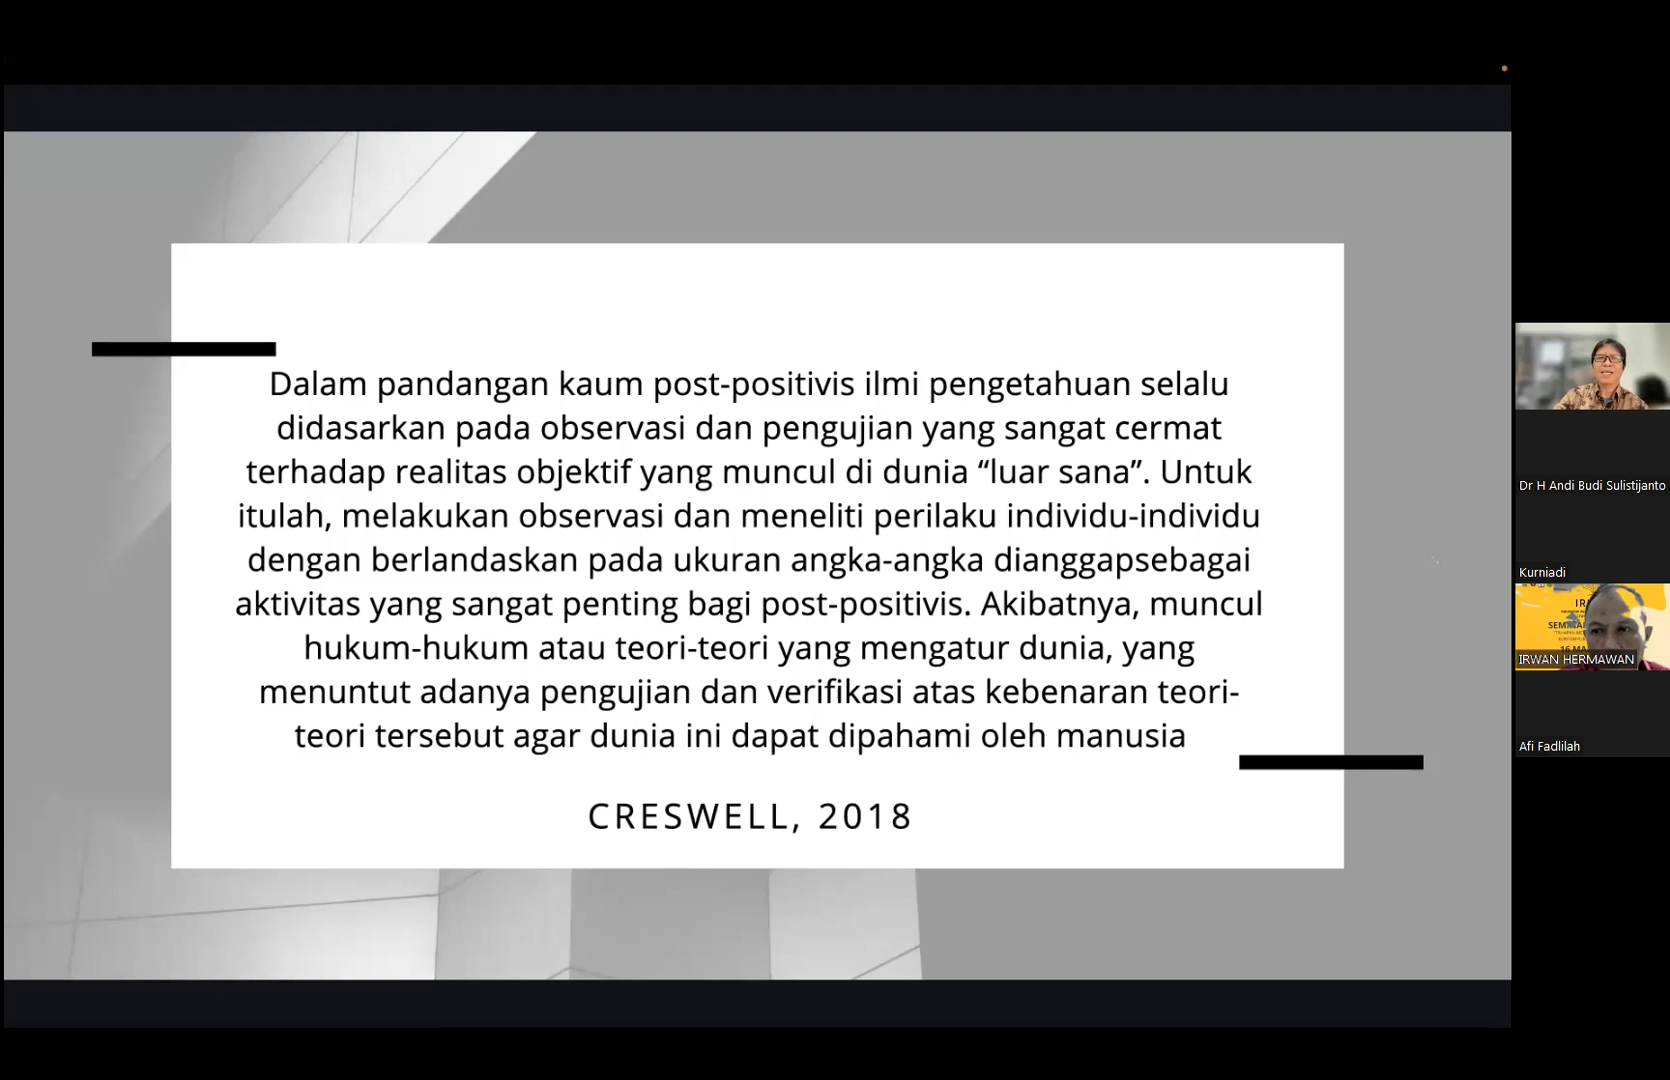 Dalam pandangan kaum post-positivis ilmi pengetahuan selalu
didasarkan pada observasi dan pengujian yang sangat cermat
terhadap realitas objektif yang muncul di dunia “luar sana”. Untuk
itulah, melakukan observasi dan meneliti perilaku individu-individu
dengan berlandaskan pada ukuran angka-angka dianggapsebagai
aktivitas yang sangat penting bagi post-positivis. Akibatnya, muncul
hukum-hukum atau teori-teori yang mengatur dunia, yang
menuntut adanya pengujian dan verifikasi atas kebenaran teori-
teori tersebut agar dunia ini dapat dipahami oleh manusia
CRESWELL, 2018
Dr H Andi Budi Sulistijanto
Kurniadi
IRWAN HERMAWAN
Afi Fadlilah